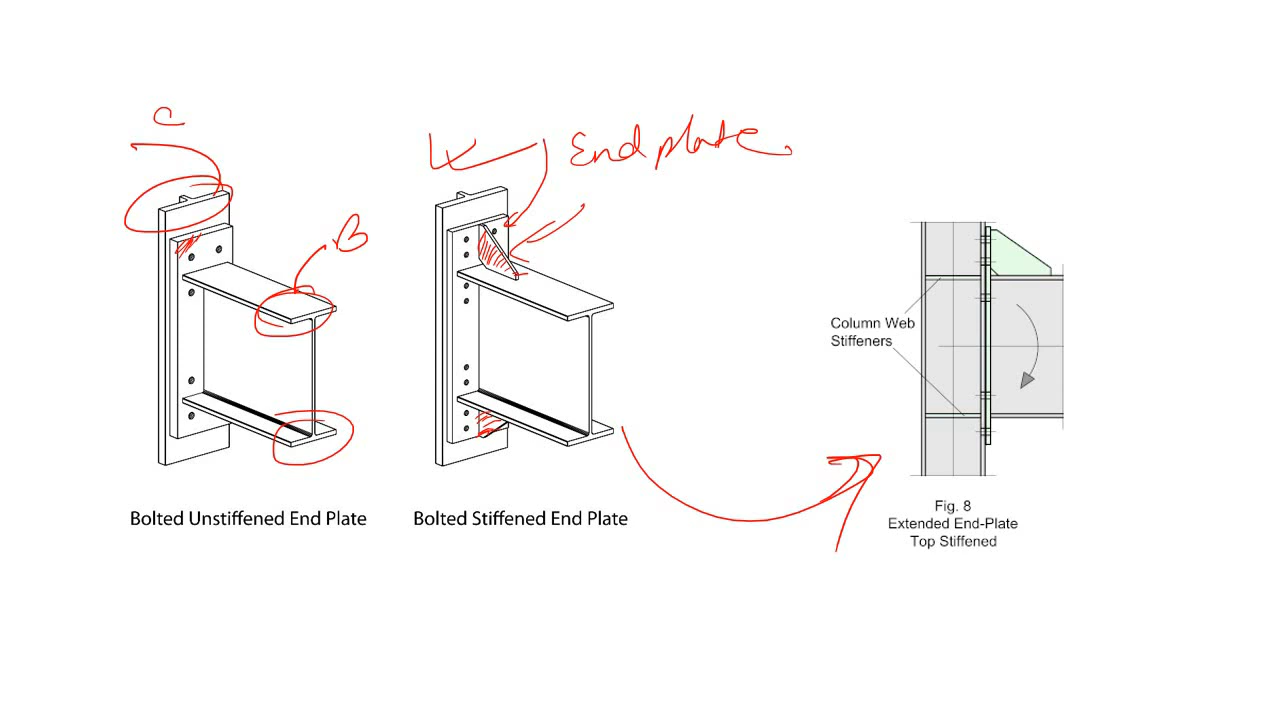 C
B
End plate
Column Web
Stiffeners
Bolted Unstiffened End Plate
Bolted Stiffened End Plate
Fig. 8
Extended End-Plate
Top Stiffened